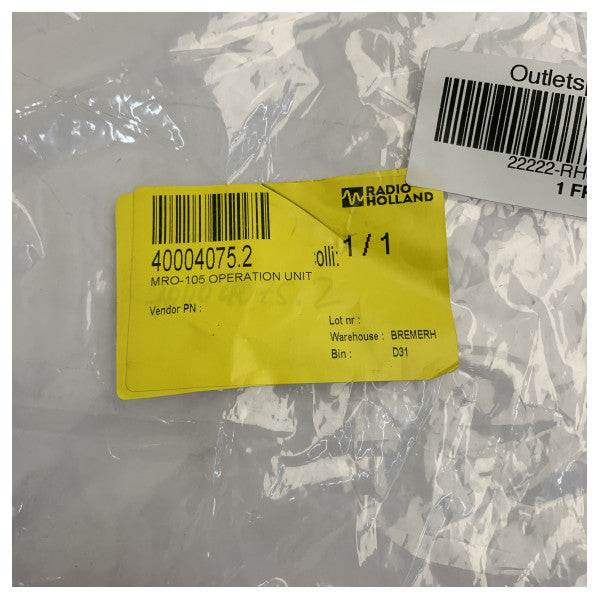 Outlets
22222-RH
1 F
RADIO
HOLLAND
40004075.2
olli: 1 / 1
MRO-105 OPERATION UNIT
Vendor PN :
Lot nr :
Warehouse : BREMERH
Bin : D31